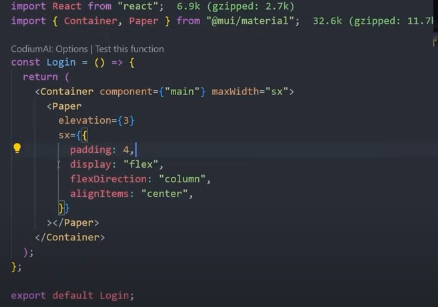 import React from "react";  6.9k (gzipped: 2.7k)
import { Container, Paper } from "@mui/material";  32.6k (gzipped: 11.7k
CodiumAI: Options | Test this function
const Login = () => {
  return (
    <Container component={"main"} maxWidth="sx">
      <Paper
        elevation={3}
        sx={{
          padding: 4,
          display: "flex",
          flexDirection: "column",
          alignItems: "center",
        }}
      ></Paper>
    </Container>
  );
};
export default Login;